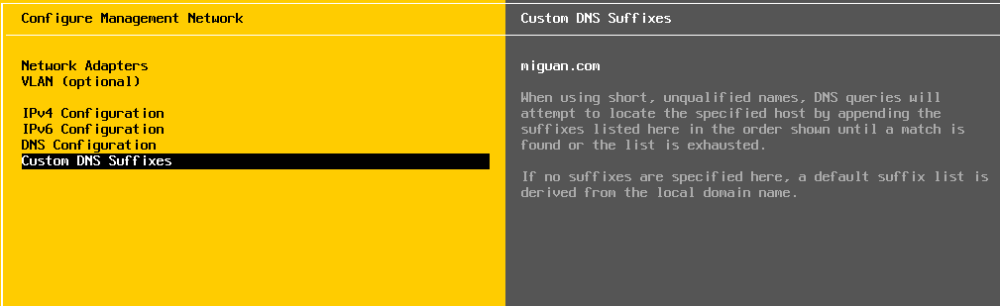 Configure Management Network
Network Adapters
VLAN (optional)
IPv4 Configuration
IPv6 Configuration
DNS Configuration
Custom DNS Suffixes
Custom DNS Suffixes
miguan.com
When using short, unqualified names, DNS queries will
attempt to locate the specified host by appending the
suffixes listed here in the order shown until a match is
found or the list is exhausted.
If no suffixes are specified here, a default suffix list is
derived from the local domain name.